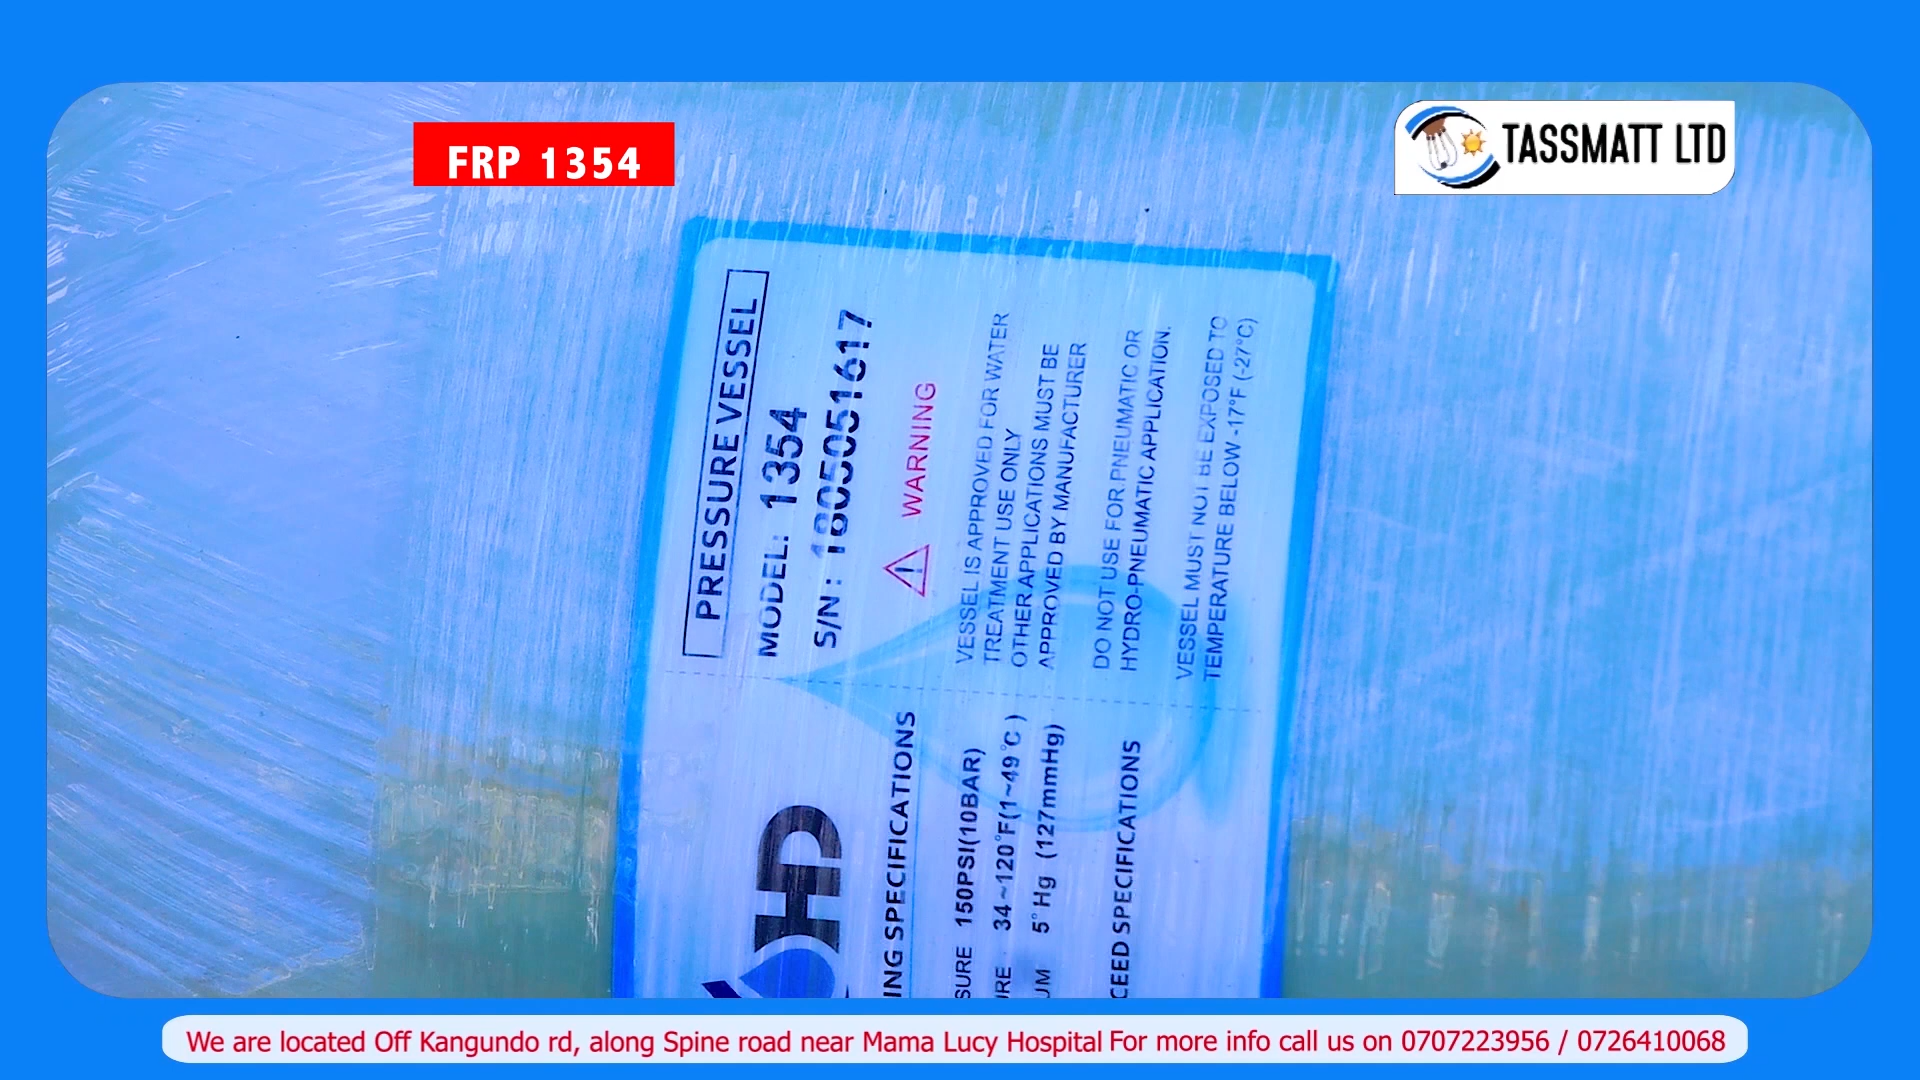 FRP 1354
TASSMATT LTD
PRESSURE VESSEL
MODEL: 1354
S/N : 1805051617
WARNING
VESSEL IS APPROVED FOR WATER
TREATMENT USE ONLY
OTHER APPLICATIONS MUST BE
APPROVED BY MANUFACTURER
DO NOT USE FOR PNEUMATIC OR
HYDRO-PNEUMATIC APPLICATION.
VESSEL MUST NOT BE EXPOSED TO
TEMPERATURE BELOW -17°F (-27°C)
HD
ING SPECIFICATIONS
SURE 150PSI(10BAR)
URE 34~120°F(1~49°C)
UM 5°Hg (127mmHg)
CEED SPECIFICATIONS
We are located Off Kangundo rd, along Spine road near Mama Lucy Hospital For more info call us on 0707223956 / 0726410068